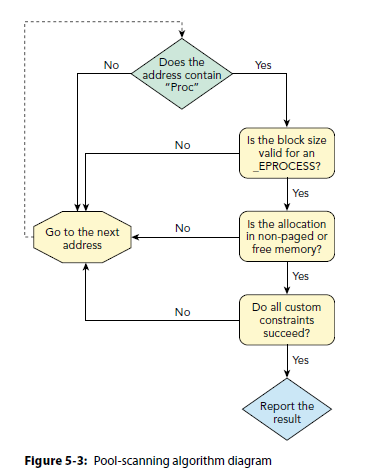 Does the
address contain
"Proc"
No
Yes
Is the block size
valid for an
_EPROCESS?
No
Yes
Go to the next
address
No
Is the allocation
in non-paged or
free memory?
Yes
Do all custom
constraints
succeed?
No
Yes
Report the
result
Figure 5-3: Pool-scanning algorithm diagram